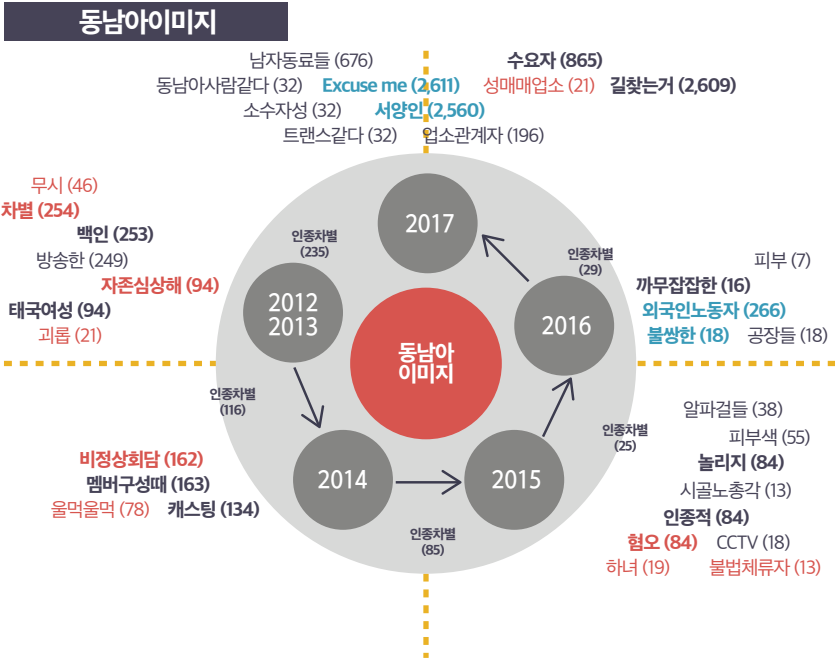 동남아이미지
남자동료들 (676) 수요자 (865)
동남아사람같다 (32) Excuse me (2,611) 성매매업소 (21) 길찾는거 (2,609)
소수자성 (32) 서양인 (2,560)
트랜스같다 (32) 업소관계자 (196)
무시 (46)
차별 (254)
백인 (253)
방송한 (249)
자존심상해 (94)
태국여성 (94)
괴롭 (21)
인종차별
(235)
2017
인종차별
(29)
2012
2013
2016
동남아
이미지
피부 (7)
까무잡잡한 (16)
외국인노동자 (266)
불쌍한 (18) 공장들 (18)
인종차별
(116)
2014
2015
인종차별
(25)
인종차별
(85)
비정상회담 (162)
멤버구성때 (163)
울먹울먹 (78) 캐스팅 (134)
알파걸들 (38)
피부색 (55)
놀리지 (84)
시골노총각 (13)
인종적 (84)
혐오 (84) CCTV (18)
하녀 (19) 불법체류자 (13)